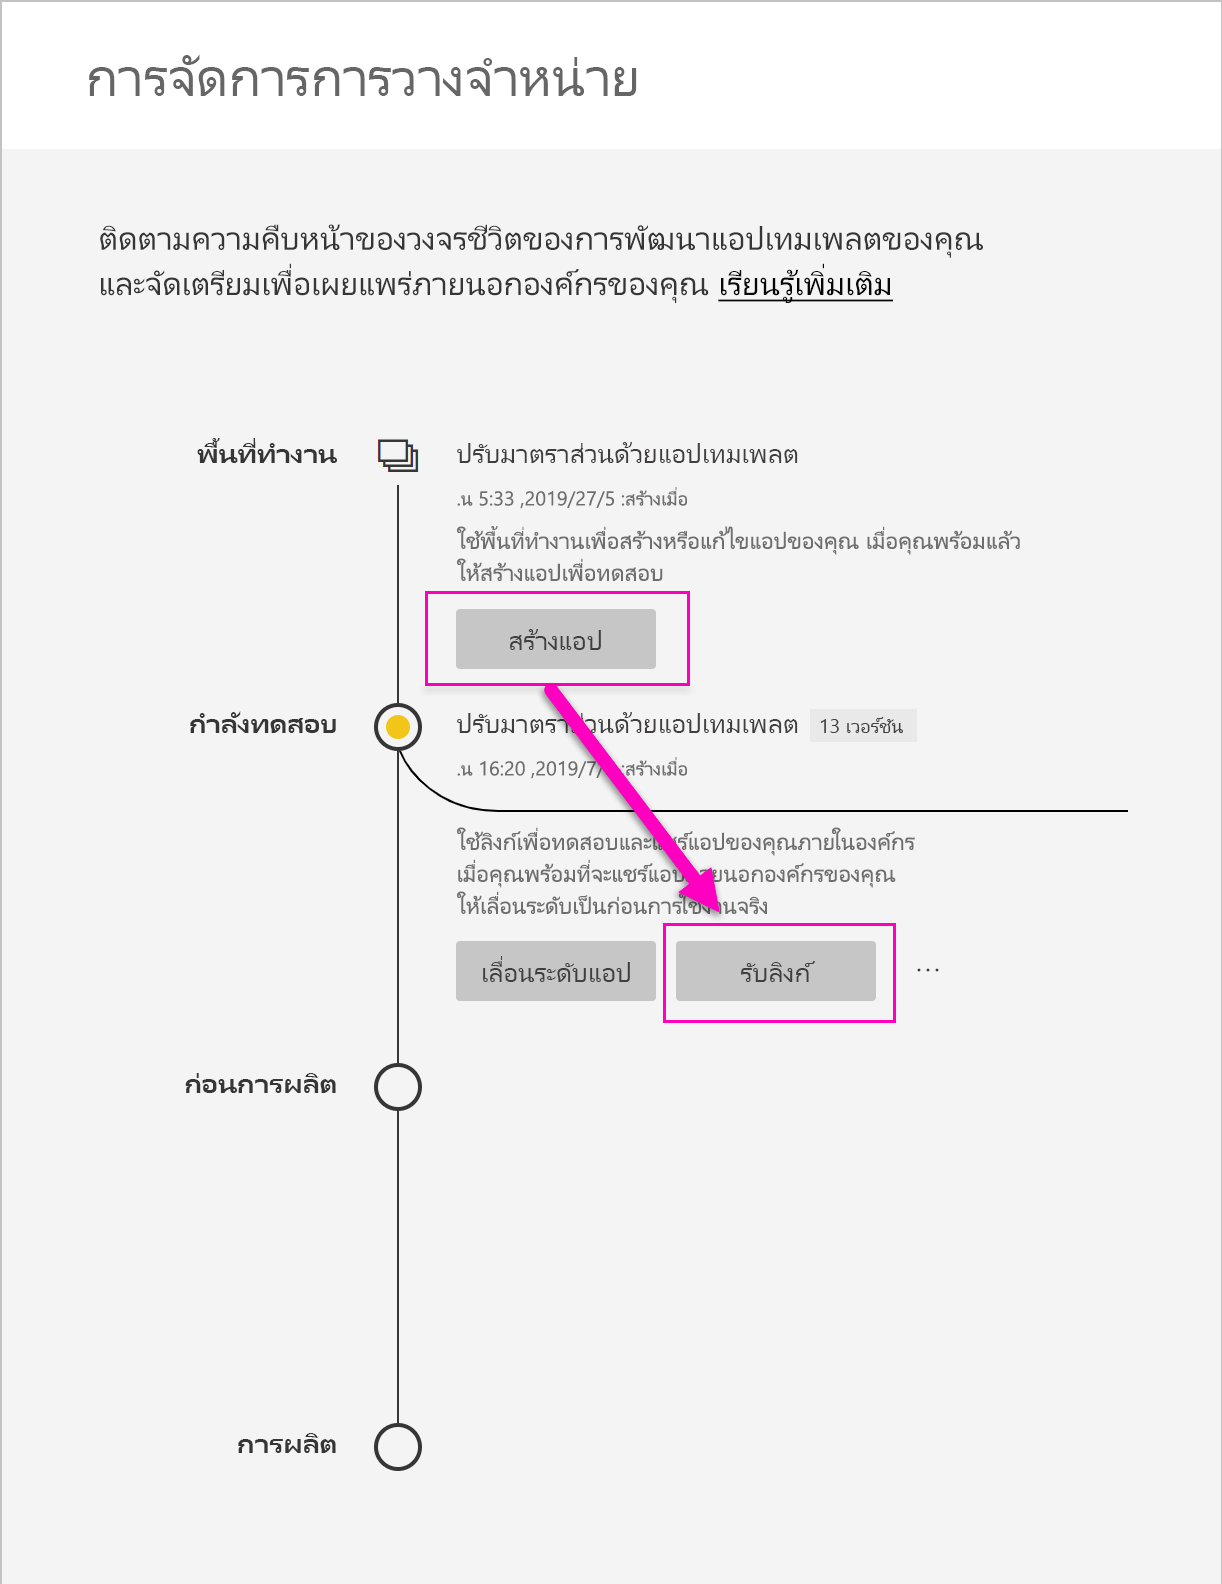 การจัดการการวางจำหน่าย
ติดตามความคืบหน้าของวงจรชีวิตของการพัฒนาแอปเทมเพลตของคุณ
และจัดเตรียมเพื่อเผยแพร่ภายนอกองค์กรของคุณ เรียนรู้เพิ่มเติม
พื้นที่ทำงาน
ปรับมาตราส่วนด้วยแอปเทมเพลต
.น 5:33 ,2019/27/5 :สร้างเมื่อ
ใช้พื้นที่ทำงานเพื่อสร้างหรือแก้ไขแอปของคุณ เมื่อคุณพร้อมแล้ว
ให้สร้างแอปเพื่อทดสอบ
สร้างแอป
กำลังทดสอบ
ปรับมาตราส่วนด้วยแอปเทมเพลต 13 เวอร์ชัน
.น 16:20 ,2019/7/ :สร้างเมื่อ
ใช้ลิงก์เพื่อทดสอบและแชร์แอปของคุณภายในองค์กร
เมื่อคุณพร้อมที่จะแชร์แอปภายนอกองค์กรของคุณ
ให้เลื่อนระดับเป็นก่อนการใช้งานจริง
เลื่อนระดับแอป
รับลิงก์
...
ก่อนการผลิต
การผลิต